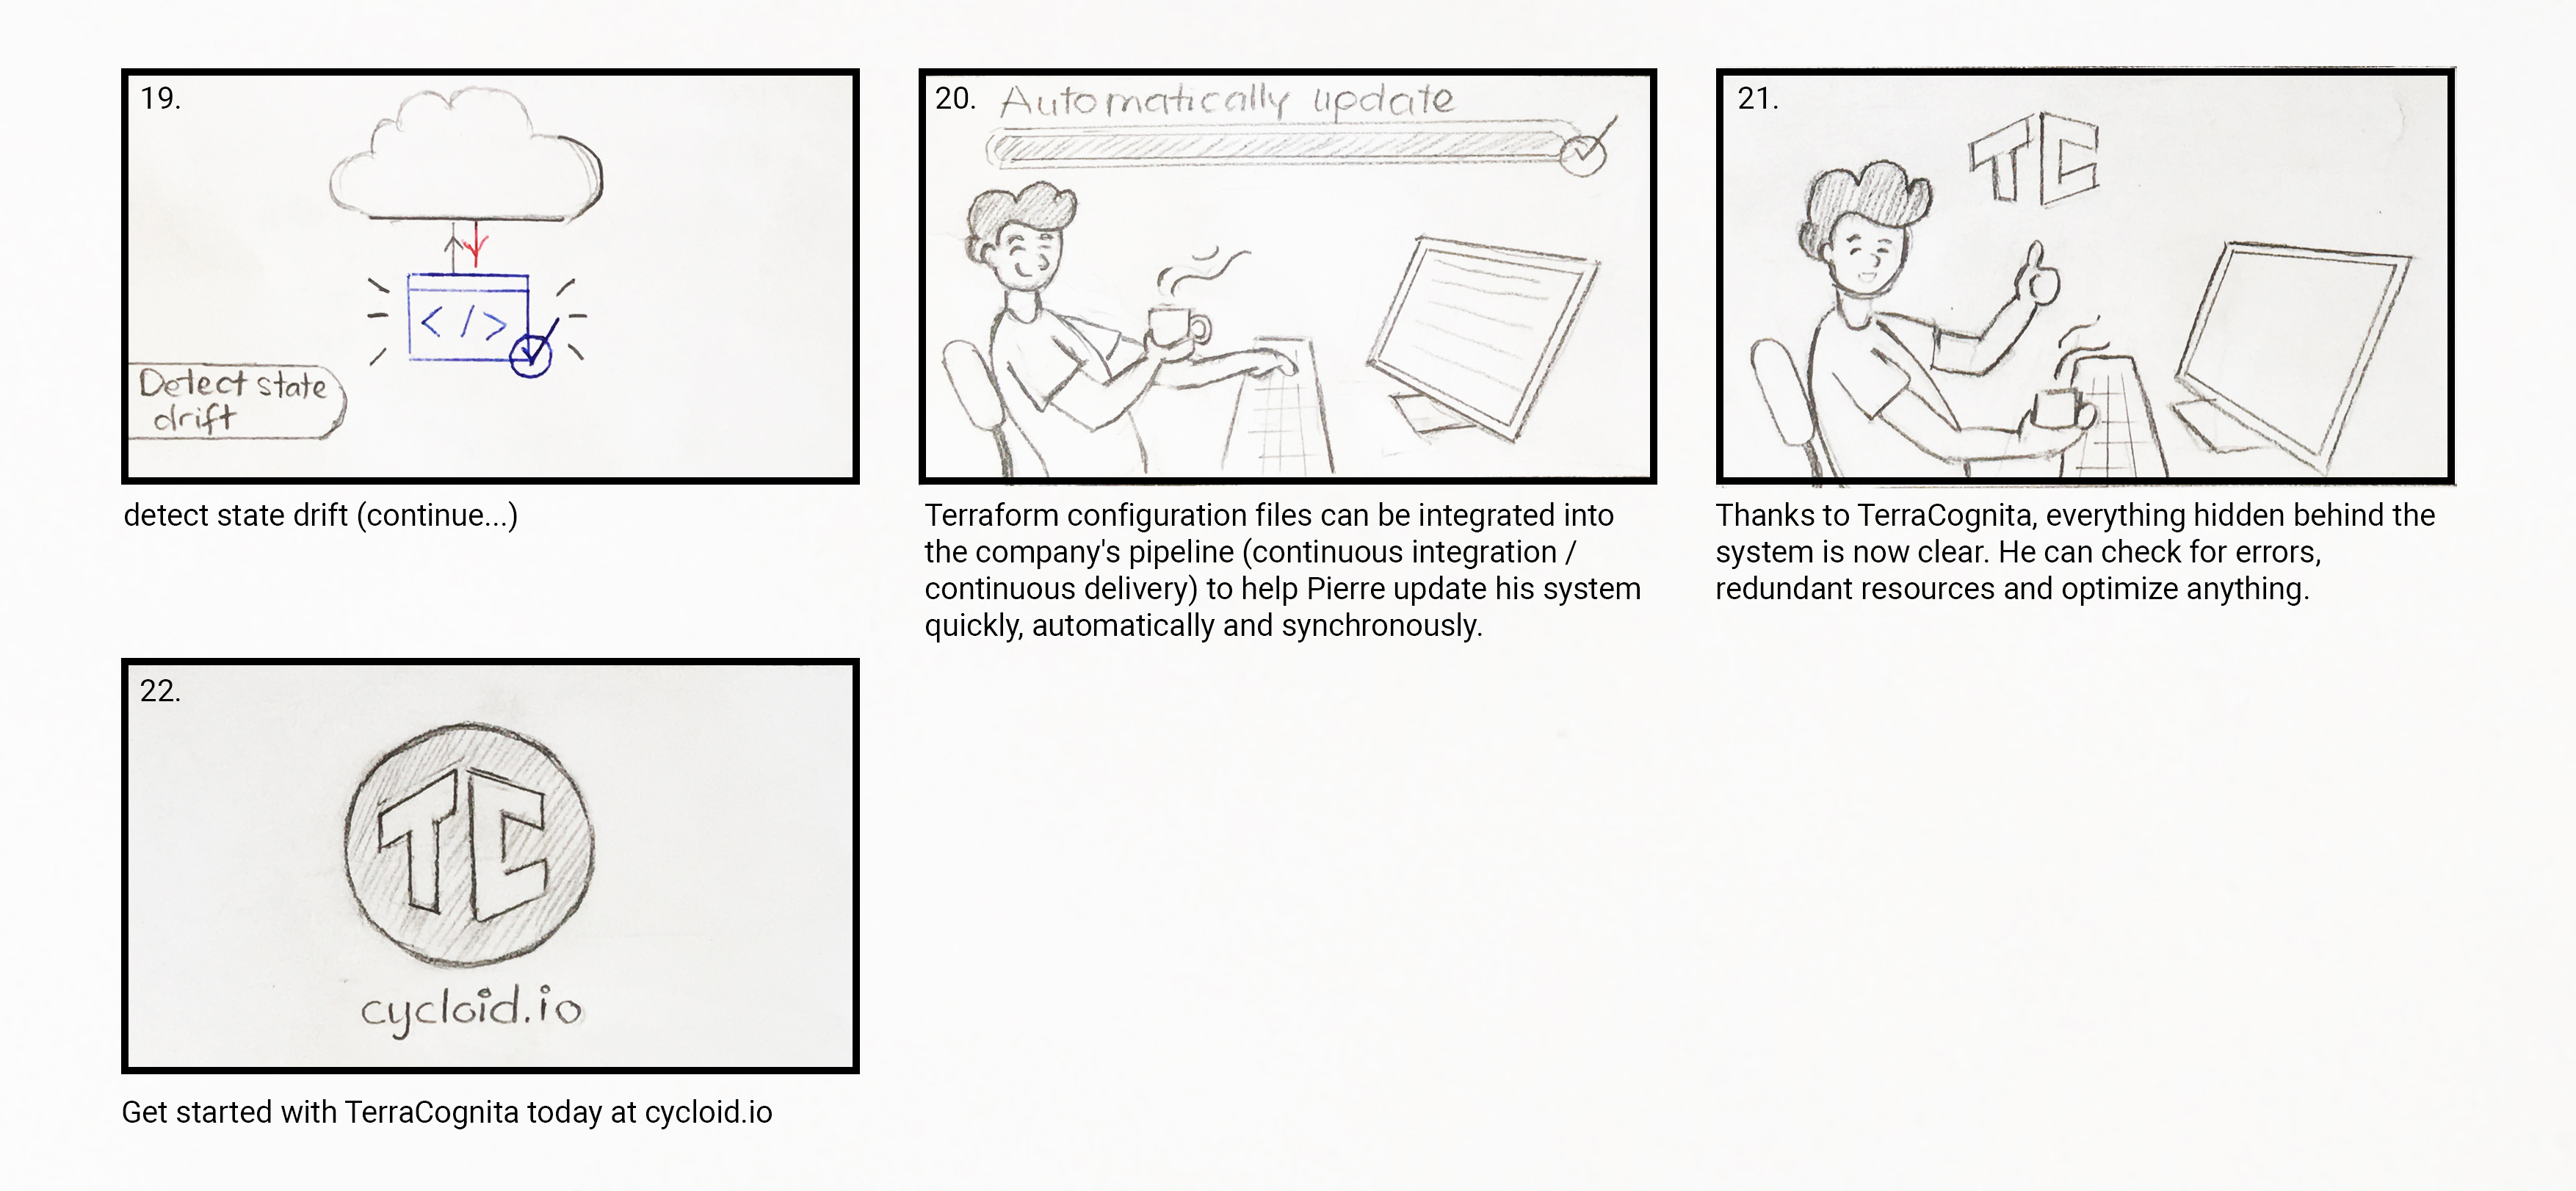 19.
</>
Detect state
drift
detect state drift (continue...)
20.
Automatically update
Terraform configuration files can be integrated into
the company's pipeline (continuous integration /
continuous delivery) to help Pierre update his system
quickly, automatically and synchronously.
21.
TC
Thanks to TerraCognita, everything hidden behind the
system is now clear. He can check for errors,
redundant resources and optimize anything.
22.
TC
cycloid.io
Get started with TerraCognita today at cycloid.io